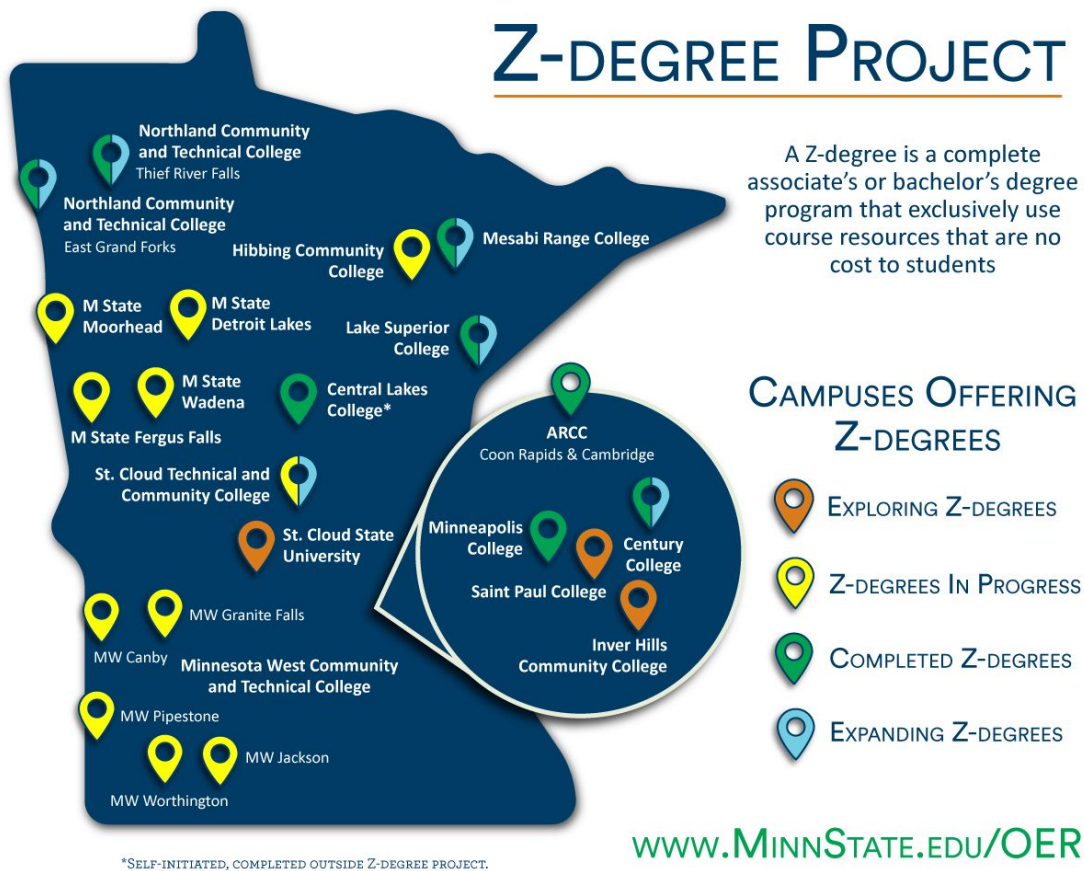 Z-DEGREE PROJECT
A Z-degree is a complete
associate's or bachelor's degree
program that exclusively use
course resources that are no
cost to students
Northland Community
and Technical College
Thief River Falls
Northland Community
and Technical College
East Grand Forks
Hibbing Community
College
Mesabi Range College
M State
Moorhead
M State
Detroit Lakes
Lake Superior
College
M State
Wadena
M State Fergus Falls
Central Lakes
College*
St. Cloud Technical and
Community College
St. Cloud State
University
ARCC
Coon Rapids & Cambridge
Minneapolis
College
Century
College
Saint Paul College
Inver Hills
Community College
MW Granite Falls
MW Canby
Minnesota West Community
and Technical College
MW Pipestone
MW Jackson
MW Worthington
CAMPUSES OFFERING
Z-DEGREES
EXPLORING Z-DEGREES
Z-DEGREES IN PROGRESS
COMPLETED Z-DEGREES
EXPANDING Z-DEGREES
*SELF-INITIATED, COMPLETED OUTSIDE Z-DEGREE PROJECT.
WWW.MINNSTATE.EDU/OER